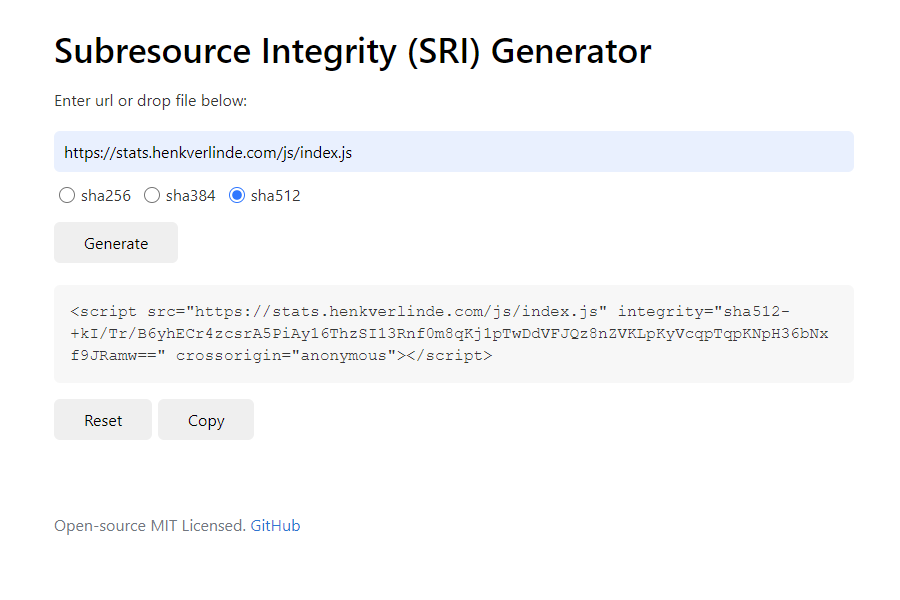 Subresource Integrity (SRI) Generator
Enter url or drop file below:
https://stats.henkverlinde.com/js/index.js
sha256 sha384 sha512
Generate
<script src="https://stats.henkverlinde.com/js/index.js" integrity="sha512-
+kI/Tr/B6yhECr4zcsrA5PiAy16ThzSI13Rnf0m8qKj1pTwDdVFJQz8nZVKLpKyVcqpTqpKNpH36bNx
f9JRamw==" crossorigin="anonymous"></script>
Reset Copy
Open-source MIT Licensed. GitHub